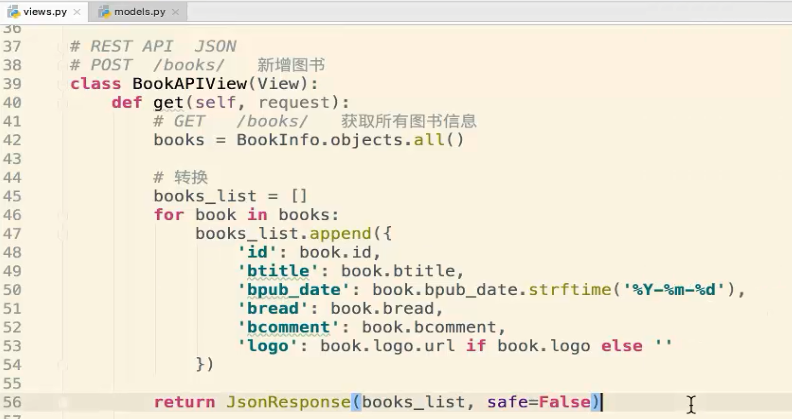 views.py models.py
36
37 # REST API  JSON
38 # POST  /books/   新增图书
39 class BookAPIView(View):
40     def get(self, request):
41         # GET   /books/   获取所有图书信息
42         books = BookInfo.objects.all()
43
44         # 转换
45         books_list = []
46         for book in books:
47             books_list.append({
48                 'id': book.id,
49                 'btitle': book.btitle,
50                 'bpub_date': book.bpub_date.strftime('%Y-%m-%d'),
51                 'bread': book.bread,
52                 'bcomment': book.bcomment,
53                 'logo': book.logo.url if book.logo else ''
54             })
55
56         return JsonResponse(books_list, safe=False)